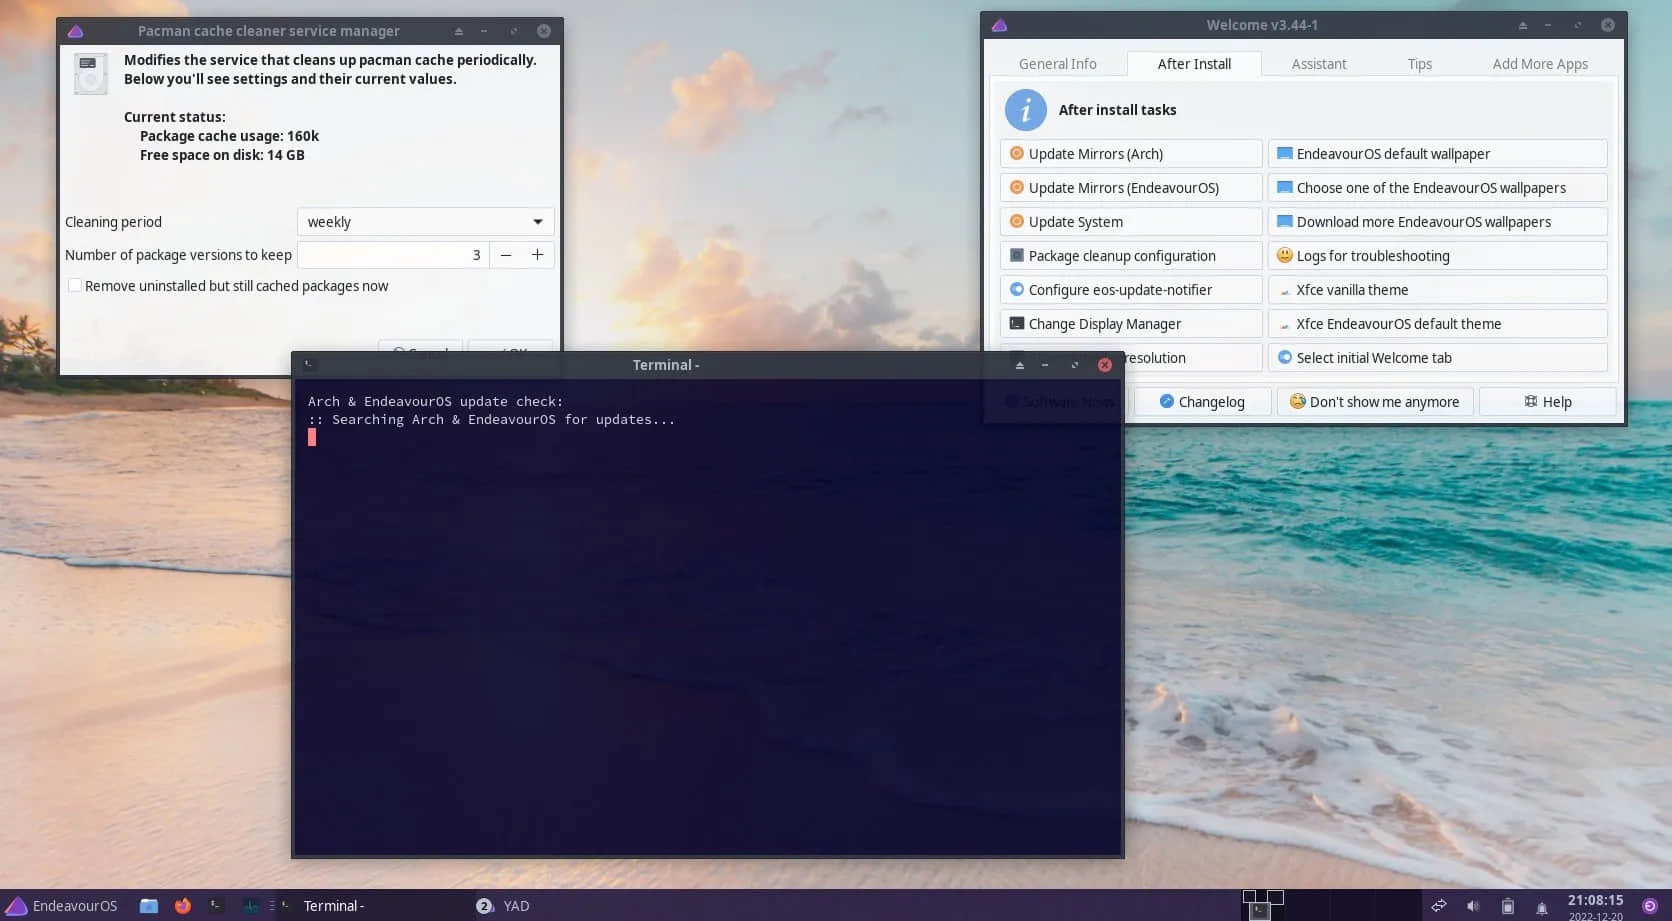 Pacman cache cleaner service manager
Modifies the service that cleans up pacman cache periodically.
Below you'll see settings and their current values.
Current status:
Package cache usage: 160k
Free space on disk: 14 GB
Cleaning period
weekly
Number of package versions to keep
3
Remove uninstalled but still cached packages now
Cancel
OK
Welcome v3.44-1
General Info
After Install
Assistant
Tips
Add More Apps
After install tasks
Update Mirrors (Arch)
EndeavourOS default wallpaper
Update Mirrors (EndeavourOS)
Choose one of the EndeavourOS wallpapers
Update System
Download more EndeavourOS wallpapers
Package cleanup configuration
Logs for troubleshooting
Configure eos-update-notifier
Xfce vanilla theme
Change Display Manager
Xfce EndeavourOS default theme
resolution
Select initial Welcome tab
Software News
Changelog
Don't show me anymore
Help
Terminal -
Arch & EndeavourOS update check:
:: Searching Arch & EndeavourOS for updates...
EndeavourOS
Terminal -
2
YAD
21:08:15
2022-12-20